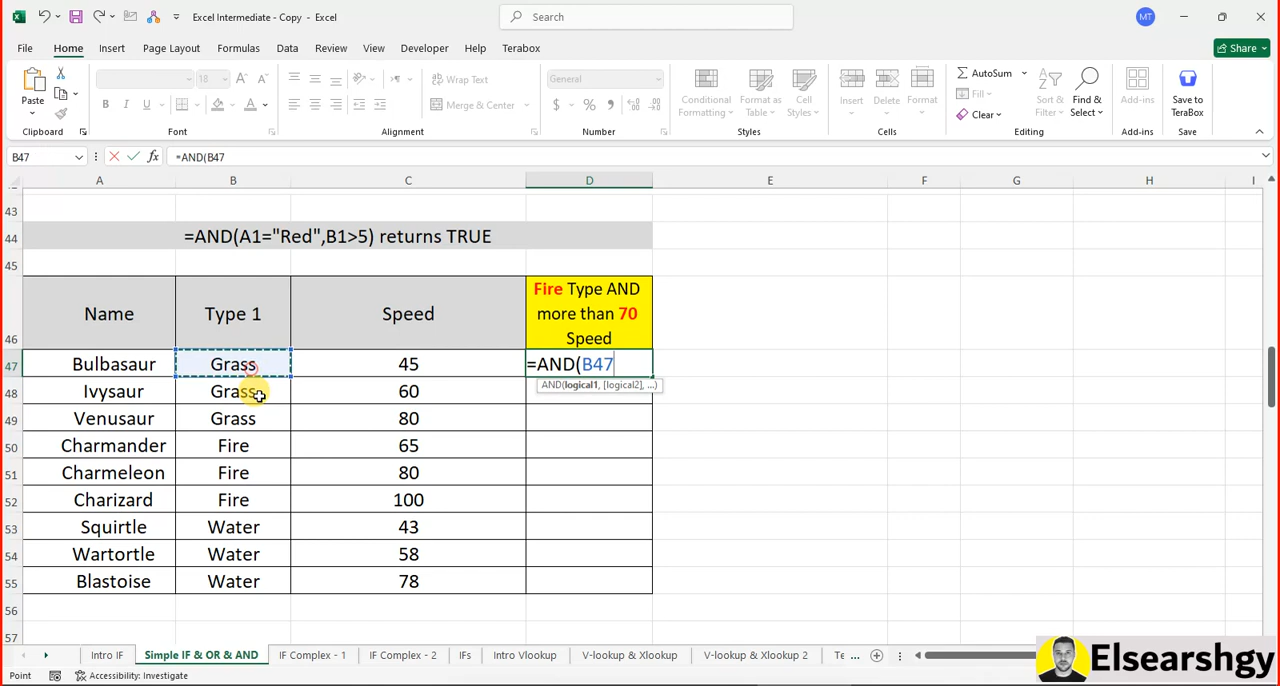 Excel Intermediate - Copy - Excel
Search
MT
File Home Insert Page Layout Formulas Data Review View Developer Help Terabox
Share
Paste
Clipboard
18
B I U
Font
Wrap Text
Merge & Center
Alignment
General
$ %
Number
Conditional Formatting
Format as Table
Cell Styles
Styles
Insert Delete Format
Cells
AutoSum
Fill
Clear
Sort & Filter
Find & Select
Editing
Add-ins
Add-ins
Save to TeraBox
Save
B47
fx
=AND(B47
A B C D E F G H I
43
44 =AND(A1="Red",B1>5) returns TRUE
45
46 Name Type 1 Speed Fire Type AND more than 70 Speed
47 Bulbasaur Grass 45 =AND(B47
AND(logical1, [logical2], ...)
48 Ivysaur Grass 60
49 Venusaur Grass 80
50 Charmander Fire 65
51 Charmeleon Fire 80
52 Charizard Fire 100
53 Squirtle Water 43
54 Wartortle Water 58
55 Blastoise Water 78
56
57
Intro IF Simple IF & OR & AND IF Complex - 1 IF Complex - 2 IFs Intro Vlookup V-lookup & Xlookup V-lookup & Xlookup 2 Te ...
Point
Accessibility: Investigate
Elsearshgy